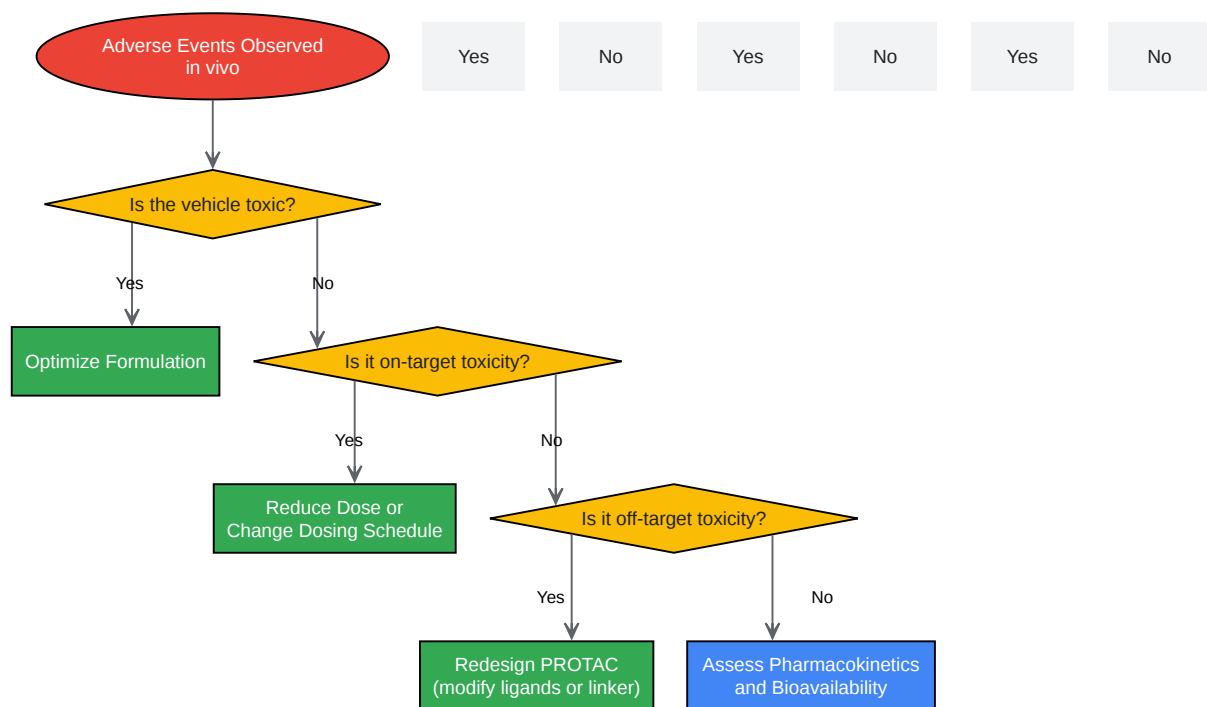 Adverse Events Observed
in vivo
Yes
No
Yes
No
Yes
No
Is the vehicle toxic?
Yes
No
Optimize Formulation
Is it on-target toxicity?
Yes
No
Reduce Dose or
Change Dosing Schedule
Is it off-target toxicity?
Yes
No
Redesign PROTAC
(modify ligands or linker)
Assess Pharmacokinetics
and Bioavailability